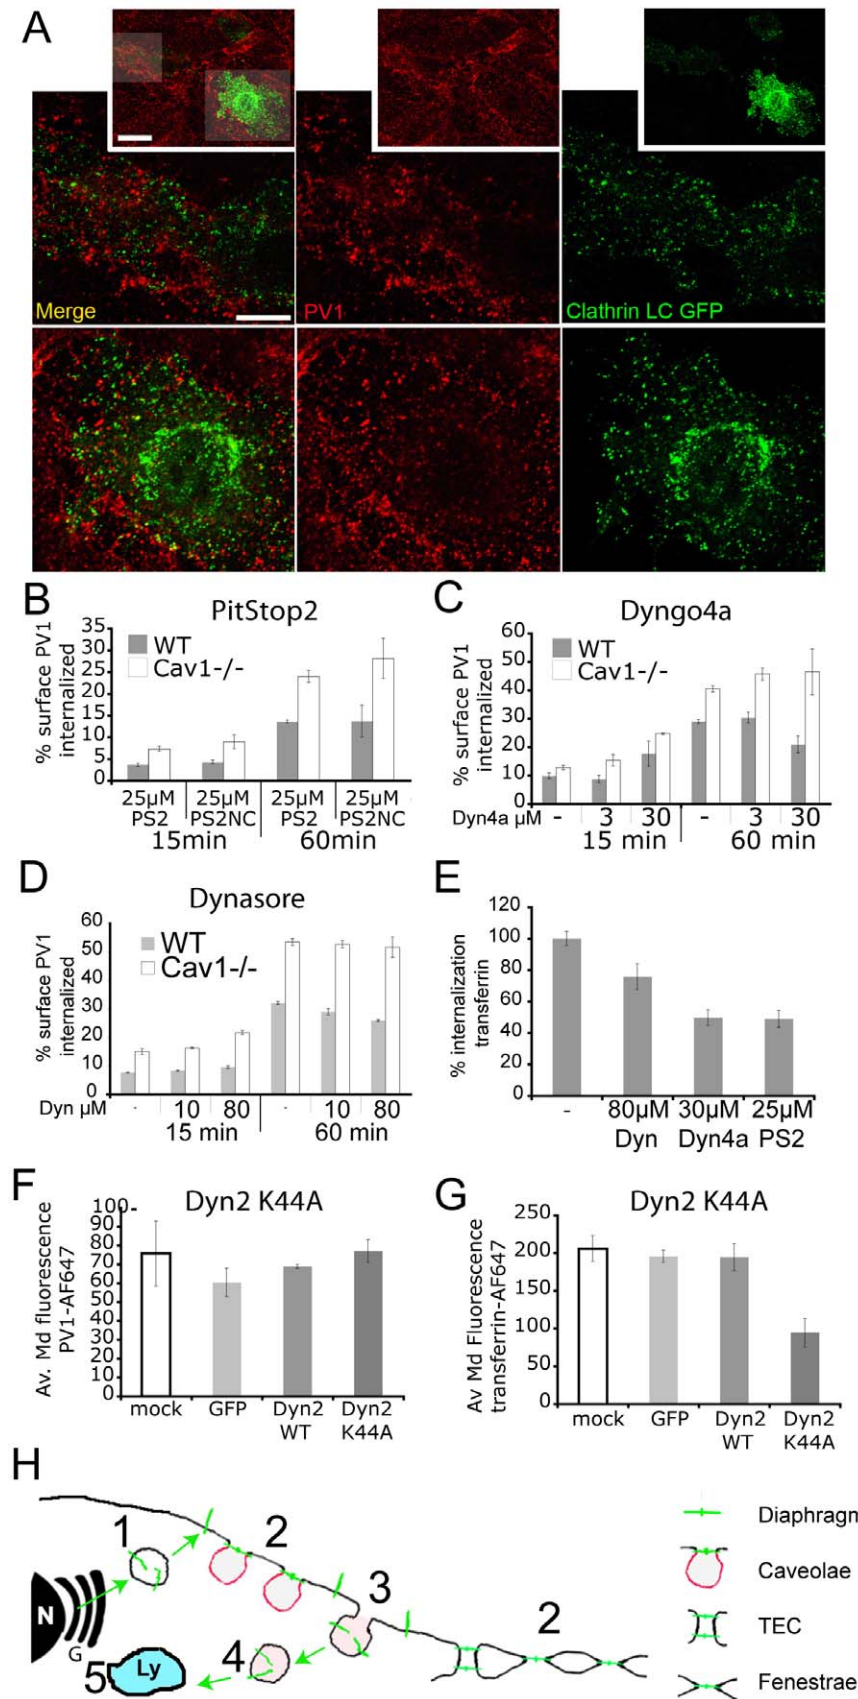 A
Merge
PV1
Clathrin LC GFP
B
PitStop2
35
30
25
20
15
10
5
0
% surface PV1
internalized
WT
Cav1-/-
25µM
PS2
25µM
PS2NC
25µM
PS2
25µM
PS2NC
15min
60min
C
Dyngo4a
60
50
40
30
20
10
0
% surface PV1
internalized
WT
Cav1-/-
Dyn4a µM
-
3
30
-
3
30
15 min
60 min
D
Dynasore
60
50
40
30
20
10
0
% surface PV1
internalized
WT
Cav1-/-
Dyn µM
-
10
80
-
10
80
15 min
60 min
E
120
100
80
60
40
20
0
% internalization
transferrin
-
80µM
Dyn
30µM
Dyn4a
25µM
PS2
F
Dyn2 K44A
100
90
80
70
60
50
40
30
20
10
0
Av. Md fluorescence
PV1-AF647
mock
GFP
Dyn2
WT
Dyn2
K44A
G
Dyn2 K44A
250
200
150
100
50
0
Av Md Fluorescence
transferrin-AF647
mock
GFP
Dyn2
WT
Dyn2
K44A
H
1
2
3
2
N
G
4
5
Ly
Diaphragm
Caveolae
TEC
Fenestrae